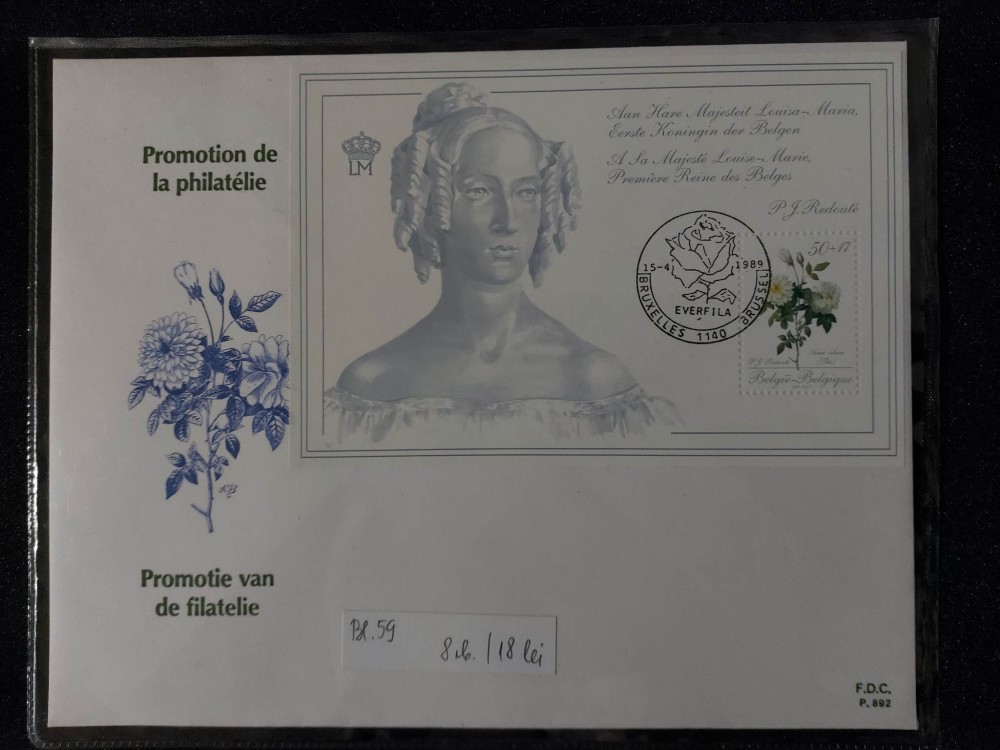 Promotion de
la philatélie
LM
Aan Hare Majesteit Louisa-Maria,
Eerste Koningin der Belgen
A Sa Majesté Louise-Marie,
Première Reine des Belges
P. J. Redouté
15-4 1989
EVERFILA
BRUXELLES 1140 BRUSSEL
50+17
P.J. Redouté
België-Belgique
Promotie van
de filatelie
Bl. 59
/18 lei
F.D.C.
P. 892